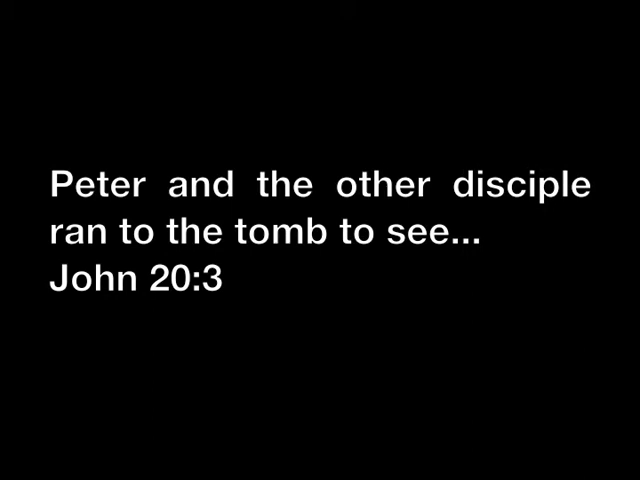 Peter and the other disciple
ran to the tomb to see...
John 20:3